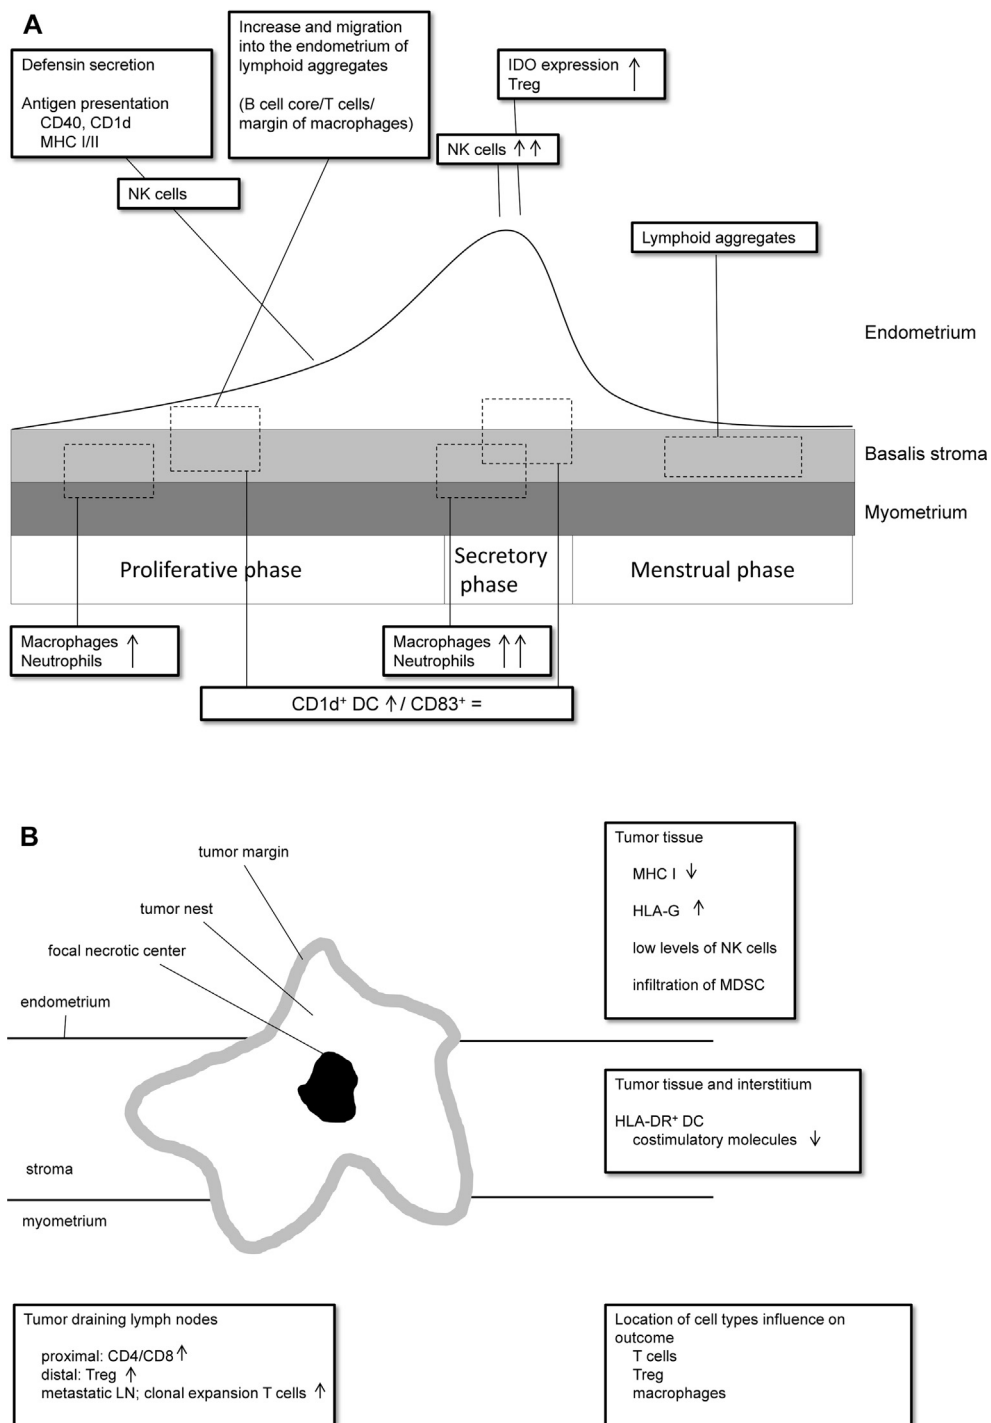 A
Defensin secretion
Antigen presentation
CD40, CD1d
MHC I/II
NK cells
Increase and migration
into the endometrium of
lymphoid aggregates
(B cell core/T cells/
margin of macrophages)
IDO expression ↑
Treg
NK cells ↑↑
Lymphoid aggregates
Endometrium
Basalis stroma
Myometrium
Proliferative phase
Secretory
phase
Menstrual phase
Macrophages ↑
Neutrophils
Macrophages ↑↑
Neutrophils
CD1d⁺ DC ↑ / CD83⁺ =
B
tumor margin
tumor nest
focal necrotic center
endometrium
stroma
myometrium
Tumor tissue
MHC I ↓
HLA-G ↑
low levels of NK cells
infiltration of MDSC
Tumor tissue and interstitium
HLA-DR⁺ DC
costimulatory molecules ↓
Tumor draining lymph nodes
proximal: CD4/CD8 ↑
distal: Treg ↑
metastatic LN; clonal expansion T cells ↑
Location of cell types influence on
outcome
T cells
Treg
macrophages